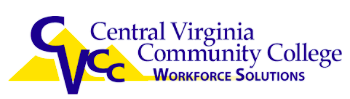 CVCC
Central Virginia
Community College
WORKFORCE SOLUTIONS